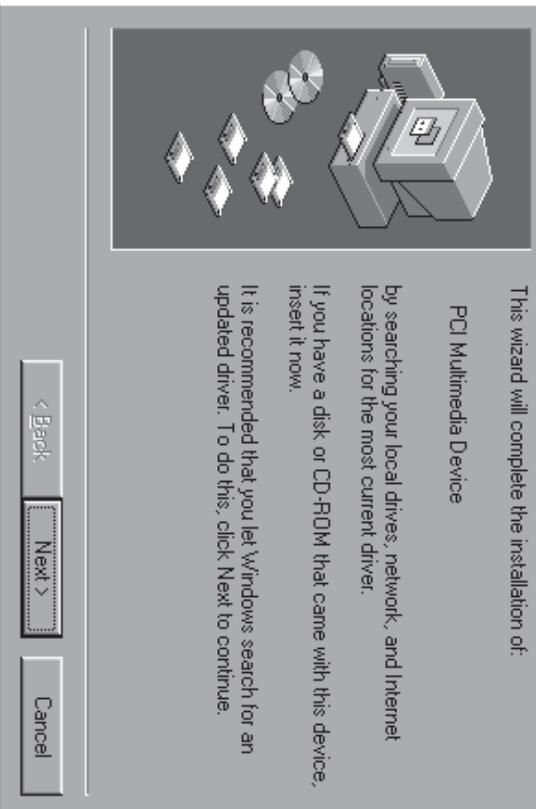 This wizard will complete the installation of:
PCI Multimedia Device
by searching your local drives, network, and Internet
locations for the most current driver.
If you have a disk or CD-ROM that came with this device,
insert it now.
It is recommended that you let Windows search for an
updated driver. To do this, click Next to continue.
< Back
Next >
Cancel